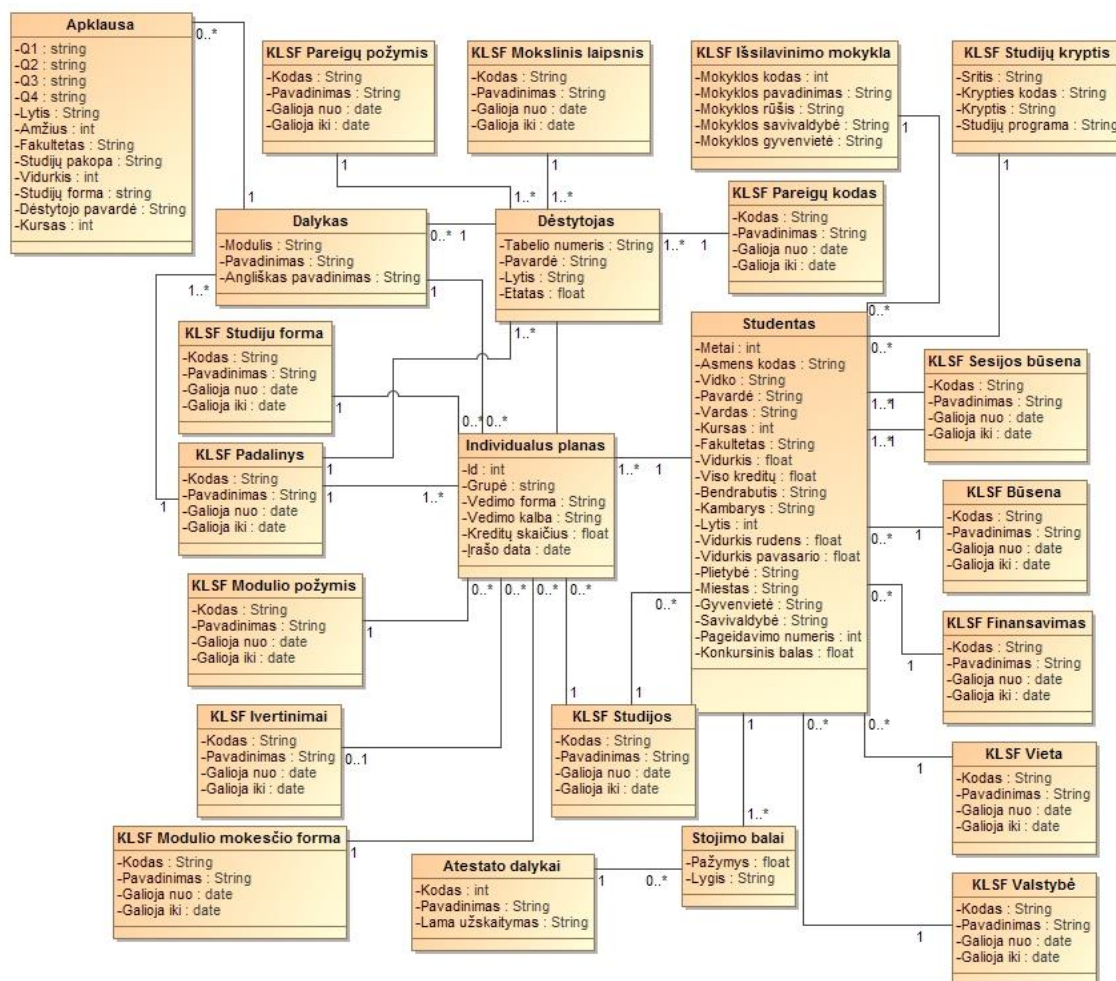 Apklausa
-Q1 : string
-Q2 : string
-Q3 : string
-Q4 : string
-Lytis : String
-Amžius : int
-Fakultetas : String
-Studijų pakopa : String
-Vidurkis : int
-Studijų forma : string
-Dėstytojo pavardė : String
-Kursas : int
0..*
1
KLSF Pareigų požymis
-Kodas : String
-Pavadinimas : String
-Galioja nuo : date
-Galioja iki : date
1
1..*
KLSF Mokslinis laipsnis
-Kodas : String
-Pavadinimas : String
-Galioja nuo : date
-Galioja iki : date
1
1..*
KLSF Išsilavinimo mokykla
-Mokyklos kodas : int
-Mokyklos pavadinimas : String
-Mokyklos rūšis : String
-Mokyklos savivaldybė : String
-Mokyklos gyvenvietė : String
1
0..*
KLSF Studijų kryptis
-Sritis : String
-Krypties kodas : String
-Kryptis : String
-Studijų programa : String
1
0..*
Dalykas
-Modulis : String
-Pavadinimas : String
-Angliškas pavadinimas : String
0..*
1
1..*
1
Dėstytojas
-Tabelio numeris : String
-Pavardė : String
-Lytis : String
-Etatas : float
1..*
1
1..*
KLSF Pareigų kodas
-Kodas : String
-Pavadinimas : String
-Galioja nuo : date
-Galioja iki : date
KLSF Studiju forma
-Kodas : String
-Pavadinimas : String
-Galioja nuo : date
-Galioja iki : date
1
0..*
0..*
KLSF Padalinys
-Kodas : String
-Pavadinimas : String
-Galioja nuo : date
-Galioja iki : date
1
1
1
1..*
Individualus planas
-Id : int
-Grupė : string
-Vedimo forma : String
-Vedimo kalba : String
-Kreditų skaičius : float
-Įrašo data : date
1..*
1
0..*
0..*
0..*
0..*
Studentas
-Metai : int
-Asmens kodas : String
-Vidko : String
-Pavardė : String
-Vardas : String
-Kursas : int
-Fakultetas : String
-Vidurkis : float
-Viso kreditų : float
-Bendrabutis : String
-Kambarys : String
-Lytis : int
-Vidurkis rudens : float
-Vidurkis pavasario : float
-Plietybė : String
-Miestas : String
-Gyvenvietė : String
-Savivaldybė : String
-Pageidavimo numeris : int
-Konkursinis balas : float
KLSF Sesijos būsena
-Kodas : String
-Pavadinimas : String
-Galioja nuo : date
-Galioja iki : date
1..*
1
1..*
1
KLSF Būsena
-Kodas : String
-Pavadinimas : String
-Galioja nuo : date
-Galioja iki : date
0..*
1
KLSF Finansavimas
-Kodas : String
-Pavadinimas : String
-Galioja nuo : date
-Galioja iki : date
0..*
1
KLSF Modulio požymis
-Kodas : String
-Pavadinimas : String
-Galioja nuo : date
-Galioja iki : date
1
KLSF Ivertinimai
-Kodas : String
-Pavadinimas : String
-Galioja nuo : date
-Galioja iki : date
0..1
KLSF Studijos
-Kodas : String
-Pavadinimas : String
-Galioja nuo : date
-Galioja iki : date
1
1
0..*
KLSF Vieta
-Kodas : String
-Pavadinimas : String
-Galioja nuo : date
-Galioja iki : date
0..*
1
KLSF Modulio mokesčio forma
-Kodas : String
-Pavadinimas : String
-Galioja nuo : date
-Galioja iki : date
1
Atestato dalykai
-Kodas : int
-Pavadinimas : String
-Lama užskaitymas : String
1
0..*
Stojimo balai
-Pažymys : float
-Lygis : String
1
1..*
KLSF Valstybė
-Kodas : String
-Pavadinimas : String
-Galioja nuo : date
-Galioja iki : date
0..*
1